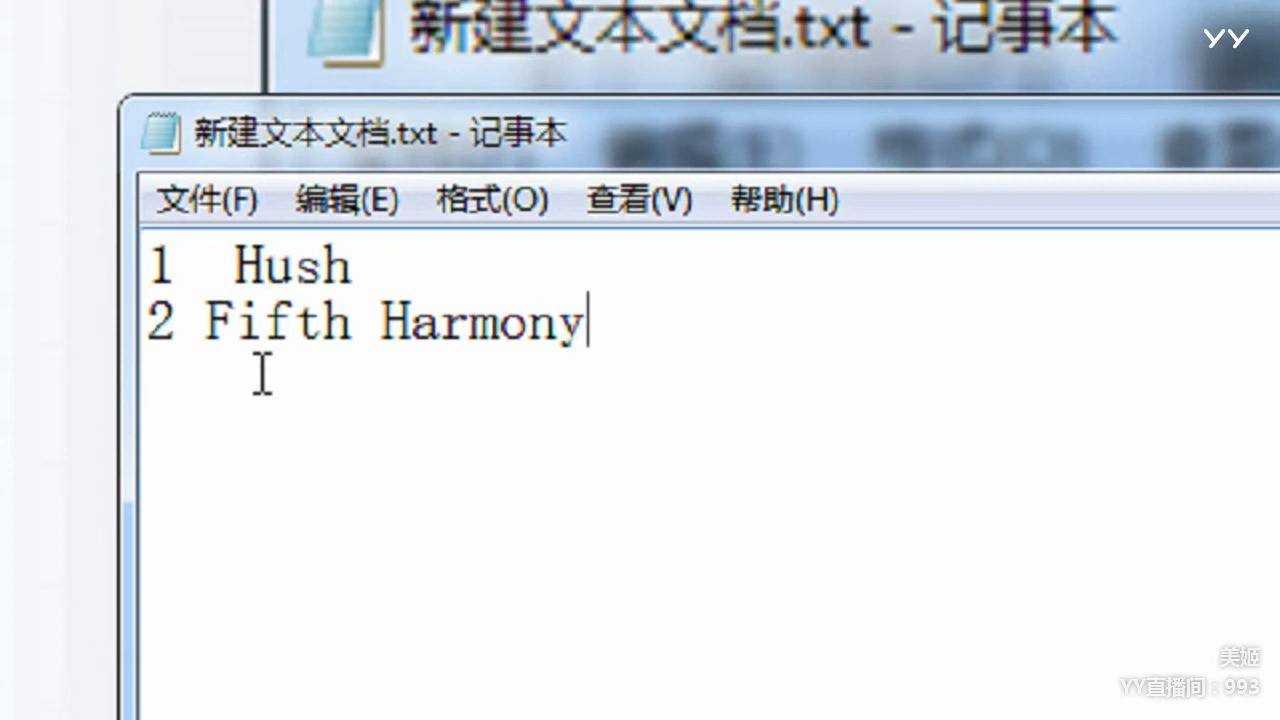 新建文本文档.txt - 记事本
YY
新建文本文档.txt - 记事本
文件(F) 编辑(E) 格式(O) 查看(V) 帮助(H)
1  Hush
2 Fifth Harmony
美姬
YY直播间：993